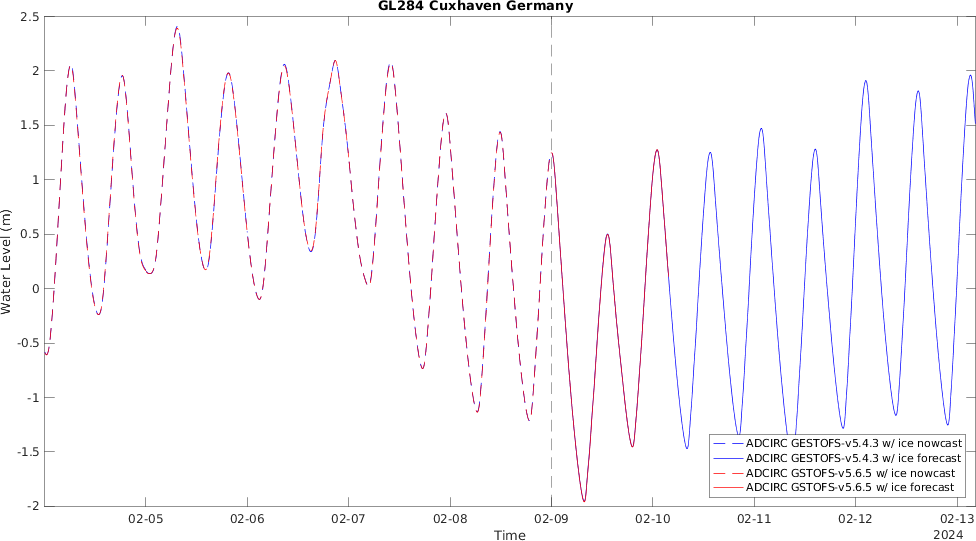 GL284 Cuxhaven Germany
2.5
2
1.5
1
0.5
0
-0.5
-1
-1.5
-2
Water Level (m)
ADCIRC GESTOFS-v5.4.3 w/ ice nowcast
ADCIRC GESTOFS-v5.4.3 w/ ice forecast
ADCIRC GSTOFS-v5.6.5 w/ ice nowcast
ADCIRC GSTOFS-v5.6.5 w/ ice forecast
02-05 02-06 02-07 02-08 02-09 02-10 02-11 02-12 02-13
Time
2024